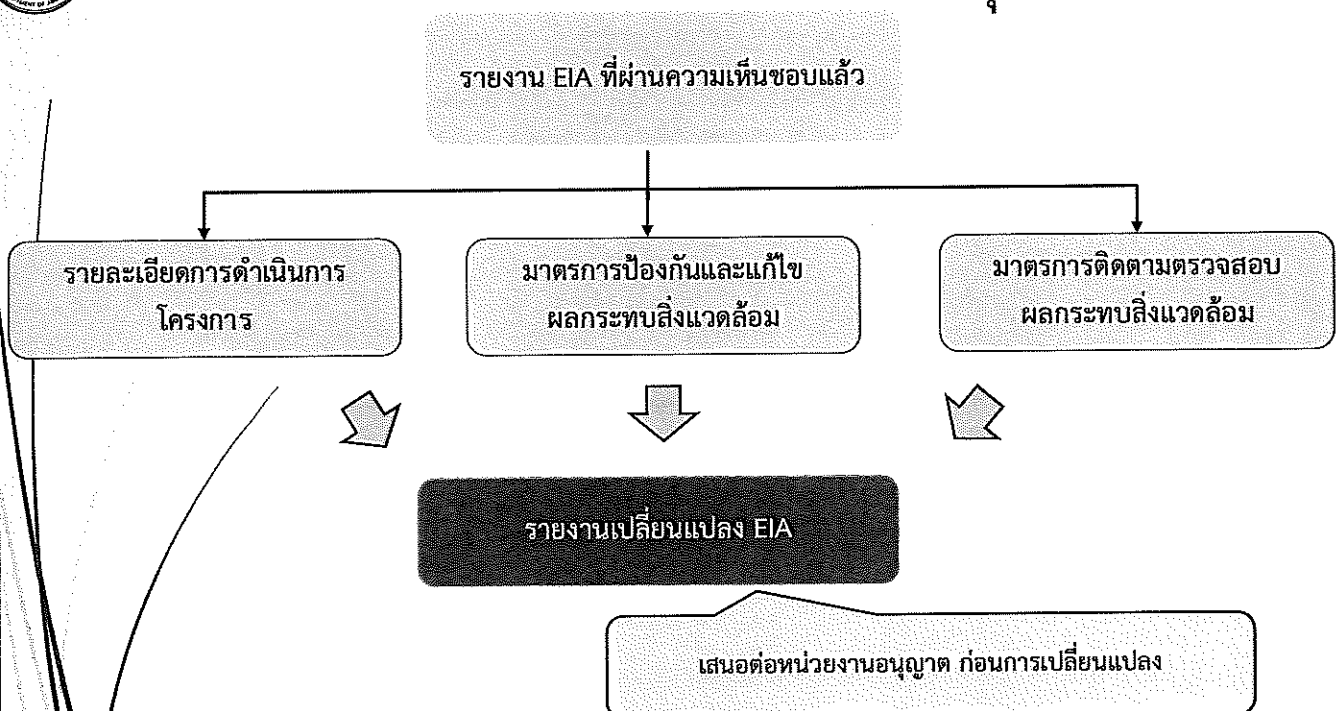 รายงาน EIA ที่ผ่านความเห็นชอบแล้ว
รายละเอียดการดำเนินการ
โครงการ
มาตรการป้องกันและแก้ไข
ผลกระทบสิ่งแวดล้อม
มาตรการติดตามตรวจสอบ
ผลกระทบสิ่งแวดล้อม
รายงานเปลี่ยนแปลง EIA
เสนอต่อหน่วยงานอนุญาต ก่อนการเปลี่ยนแปลง